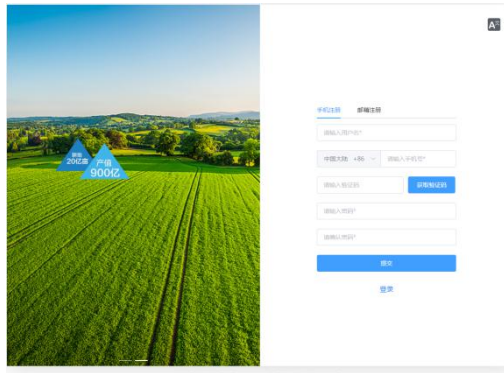 手机注册 邮箱注册
请输入用户名*
中国大陆 +86 请输入手机号*
请输入验证码 获取验证码
请输入密码*
请确认密码*
提交
登录
20亿亩
产值
900亿